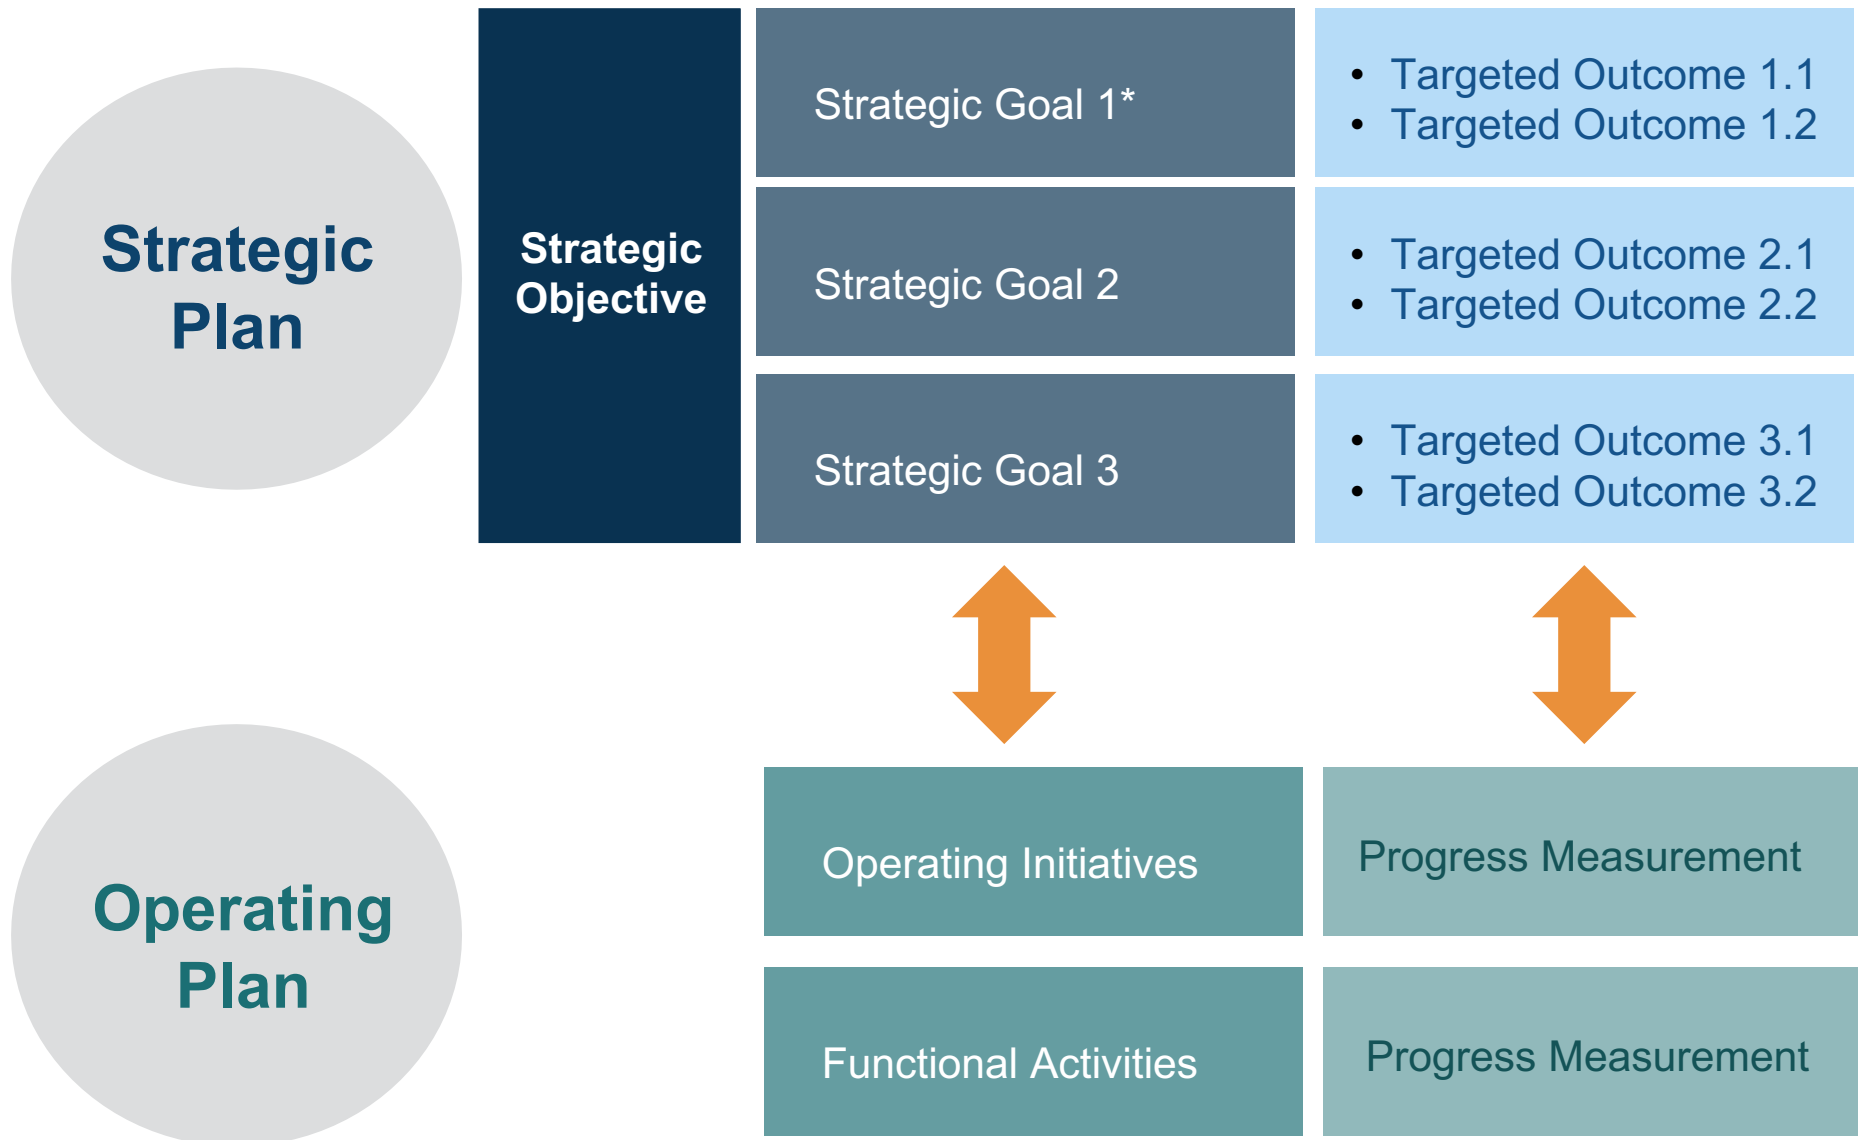 Strategic
Plan
Strategic
Objective
Strategic Goal 1*
• Targeted Outcome 1.1
• Targeted Outcome 1.2
Strategic Goal 2
• Targeted Outcome 2.1
• Targeted Outcome 2.2
Strategic Goal 3
• Targeted Outcome 3.1
• Targeted Outcome 3.2
Operating
Plan
Operating Initiatives
Progress Measurement
Functional Activities
Progress Measurement